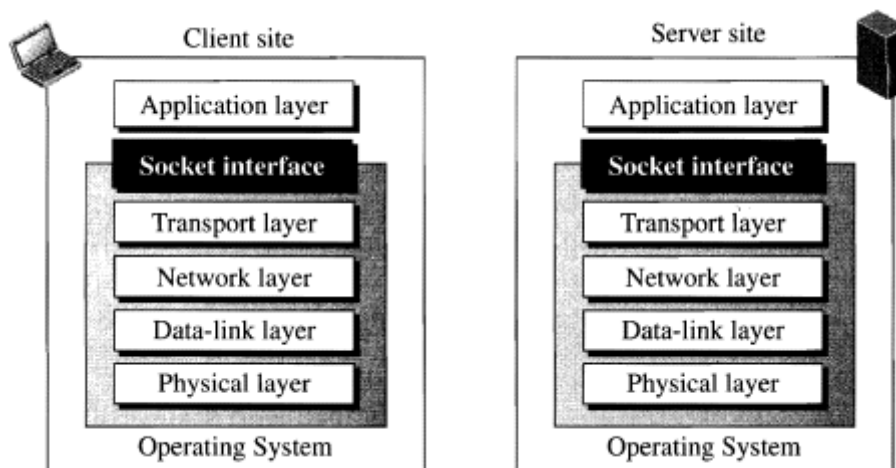 Client site
Application layer
Socket interface
Transport layer
Network layer
Data-link layer
Physical layer
Operating System
Server site
Application layer
Socket interface
Transport layer
Network layer
Data-link layer
Physical layer
Operating System